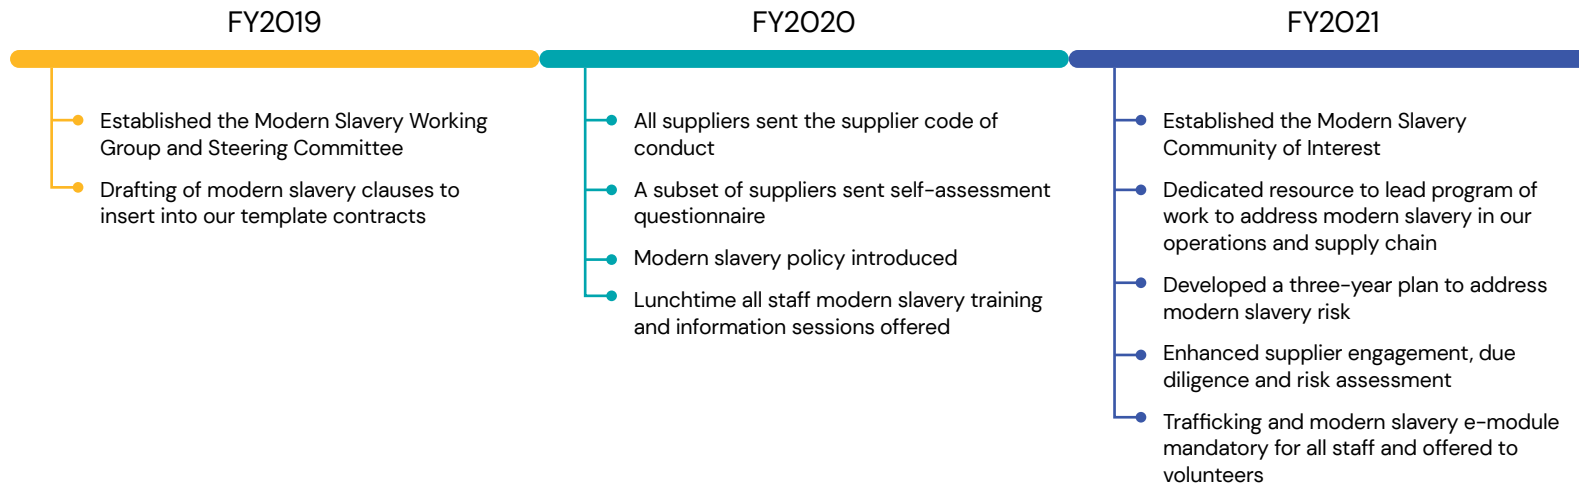 FY2019
Established the Modern Slavery Working
Group and Steering Committee
Drafting of modern slavery clauses to
insert into our template contracts
FY2020
All suppliers sent the supplier code of
conduct
A subset of suppliers sent self-assessment
questionnaire
Modern slavery policy introduced
Lunchtime all staff modern slavery training
and information sessions offered
FY2021
Established the Modern Slavery
Community of Interest
Dedicated resource to lead program of
work to address modern slavery in our
operations and supply chain
Developed a three-year plan to address
modern slavery risk
Enhanced supplier engagement, due
diligence and risk assessment
Trafficking and modern slavery e-module
mandatory for all staff and offered to
volunteers